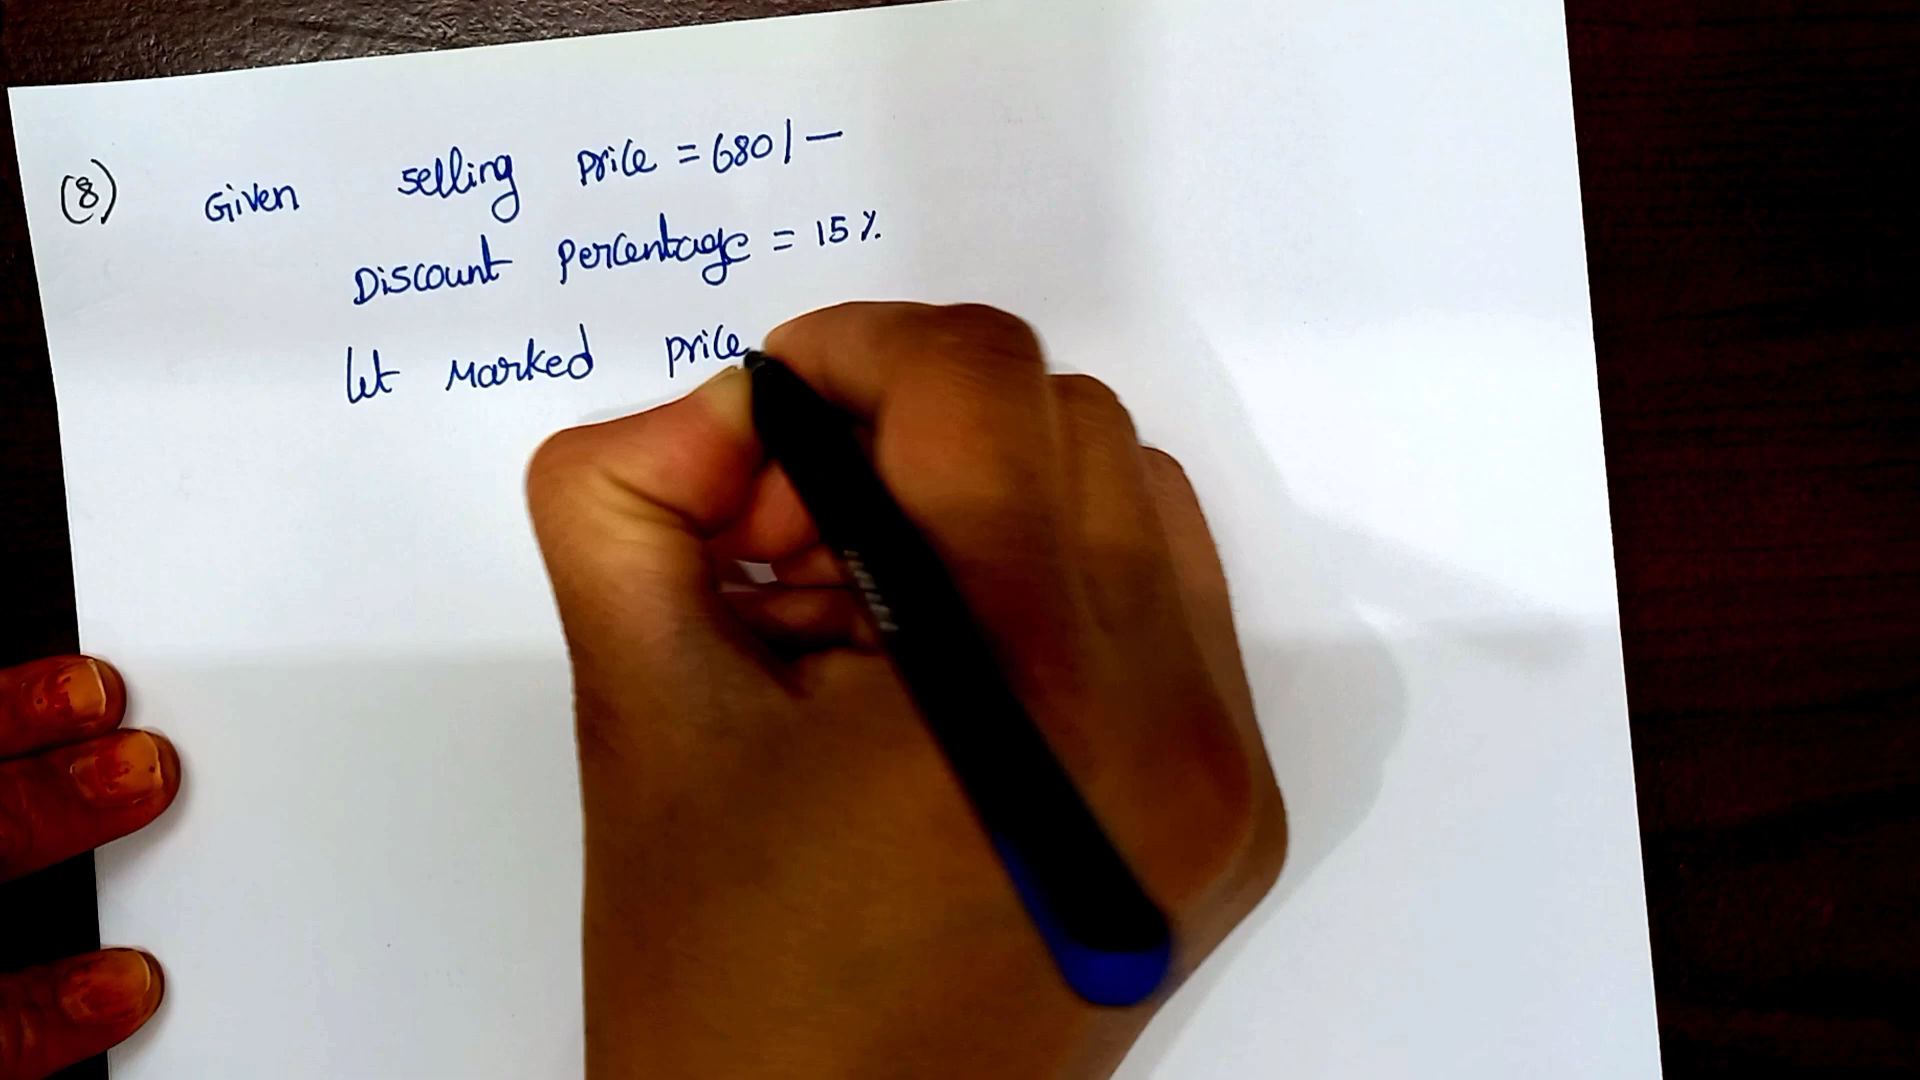 (8) Given selling price = 680/-
Discount percentage = 15%
let marked price